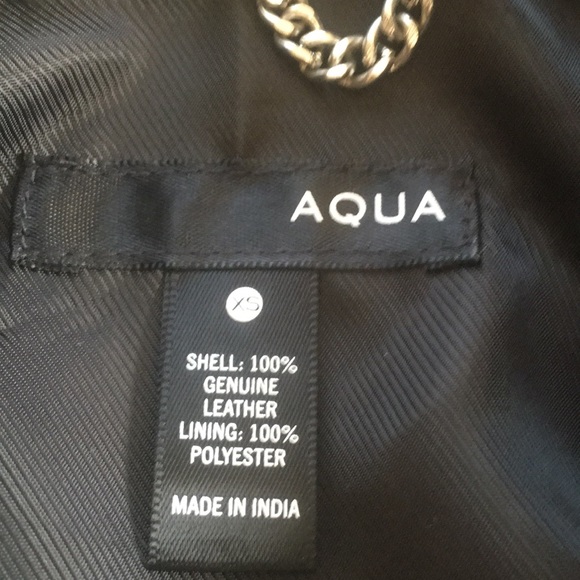 AQUA
XS
SHELL: 100%
GENUINE
LEATHER
LINING: 100%
POLYESTER
MADE IN INDIA